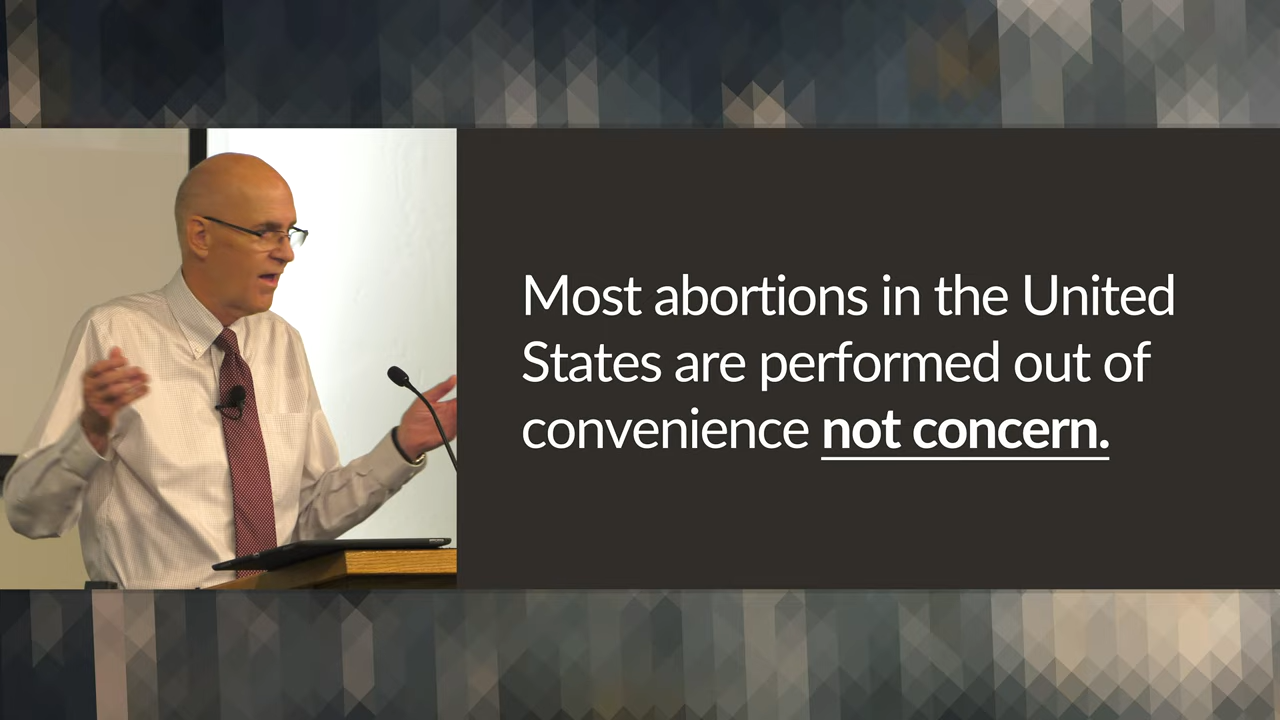 Most abortions in the United
States are performed out of
convenience not concern.